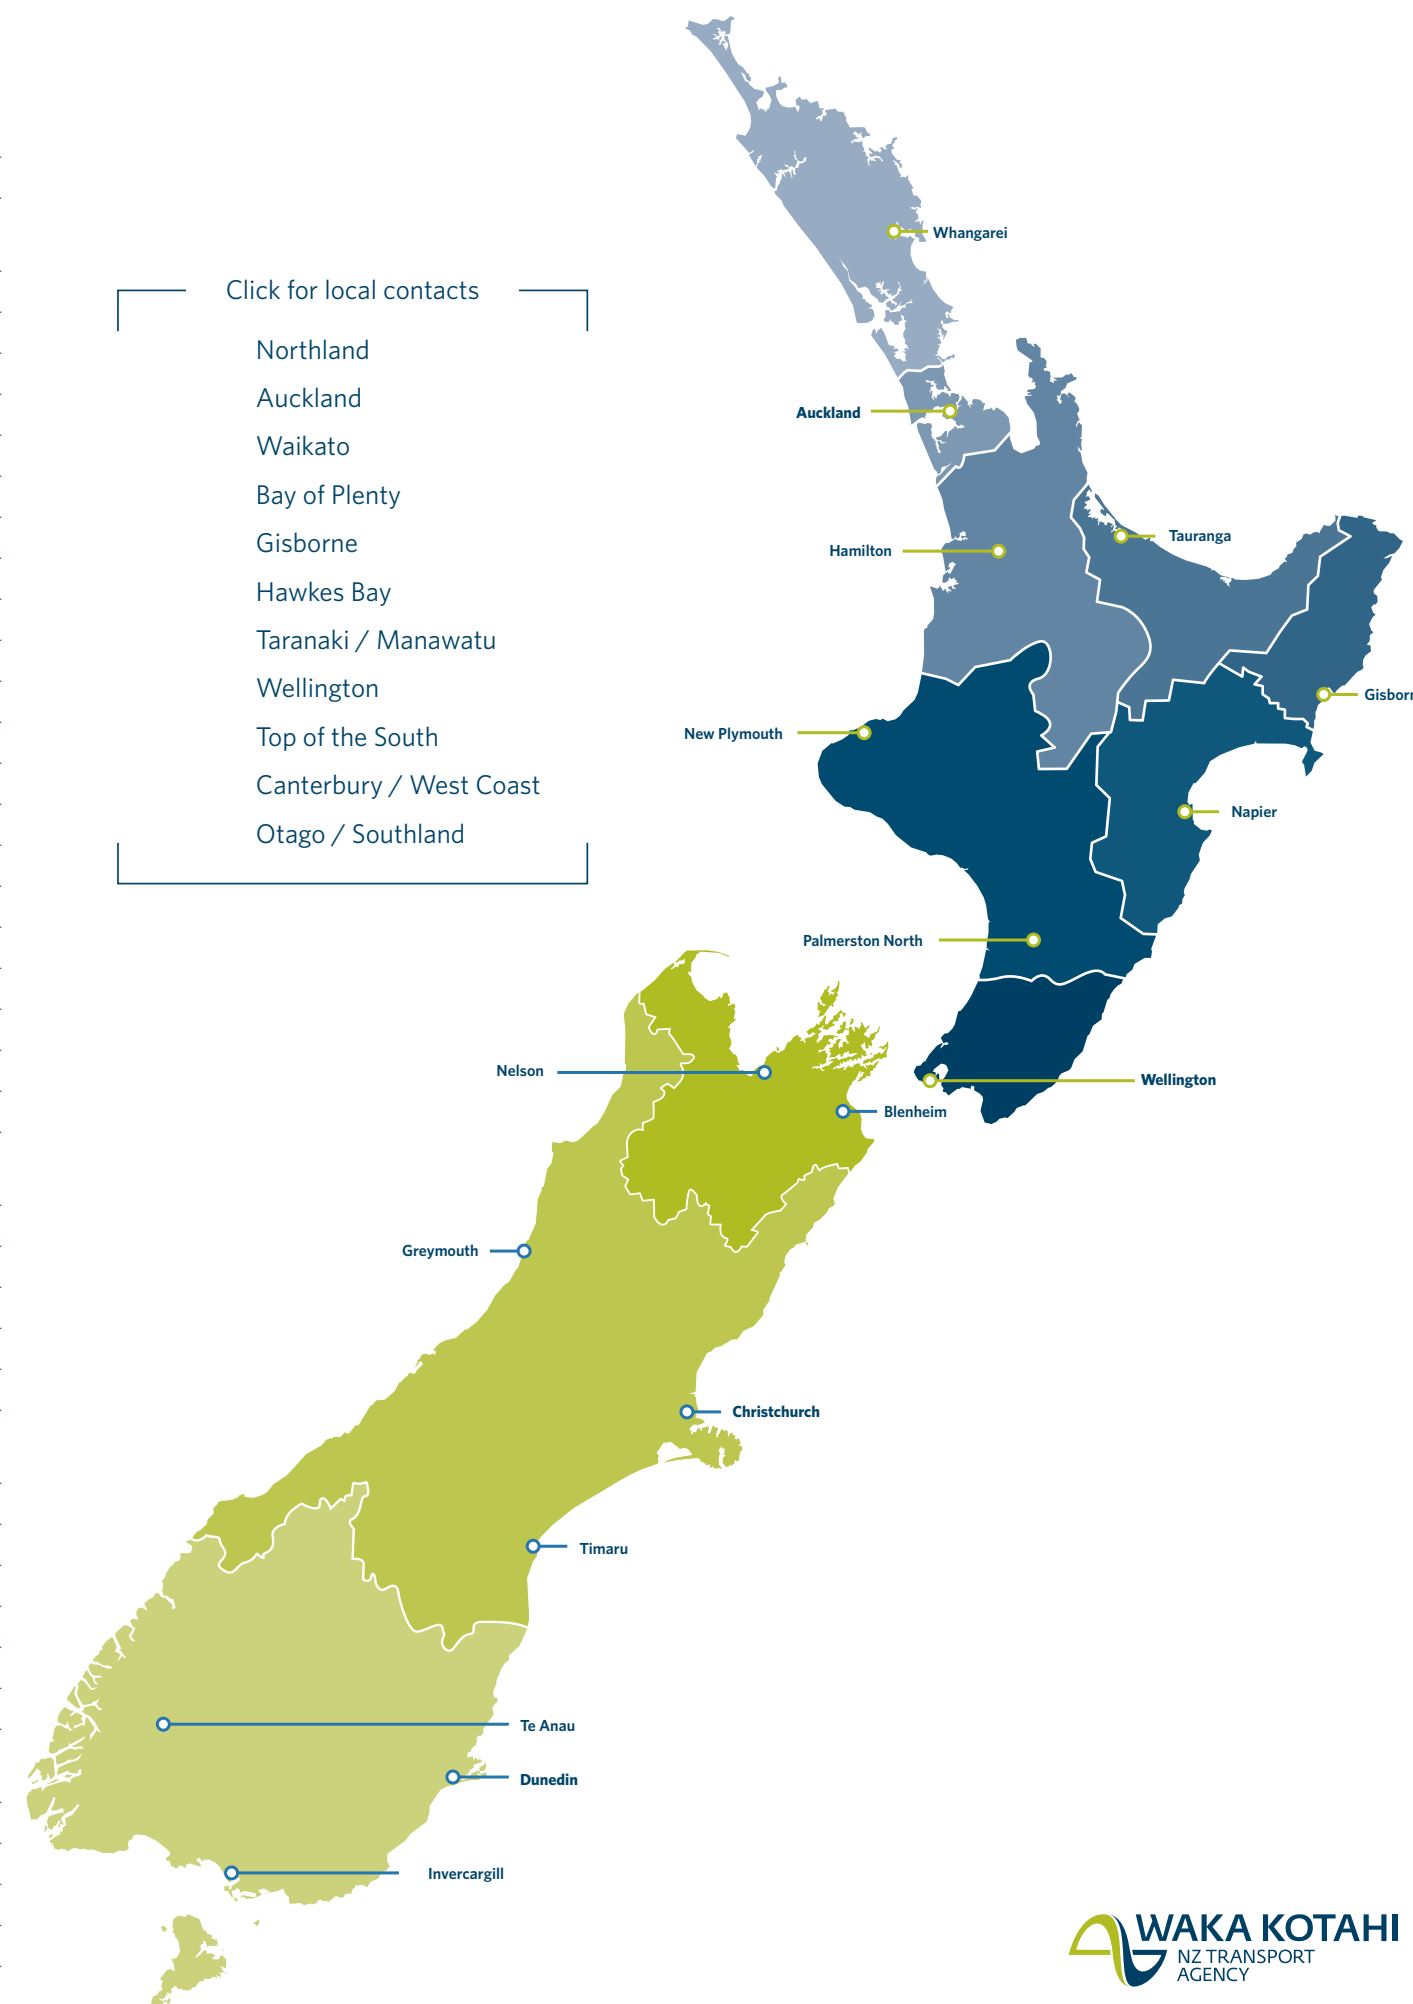 Whangarei
Click for local contacts
Northland
Auckland
Waikato
Bay of Plenty
Gisborne
Hawkes Bay
Taranaki / Manawatu
Wellington
Top of the South
Canterbury / West Coast
Otago / Southland
Auckland
Tauranga
Hamilton
Gisbor
New Plymouth
Napier
Palmerston North
Nelson
Wellington
Blenheim
Greymouth
Christchurch
Timaru
Te Anau
Dunedin
Invercargill
WAKA KOTAHI
NZ TRANSPORT
AGENCY